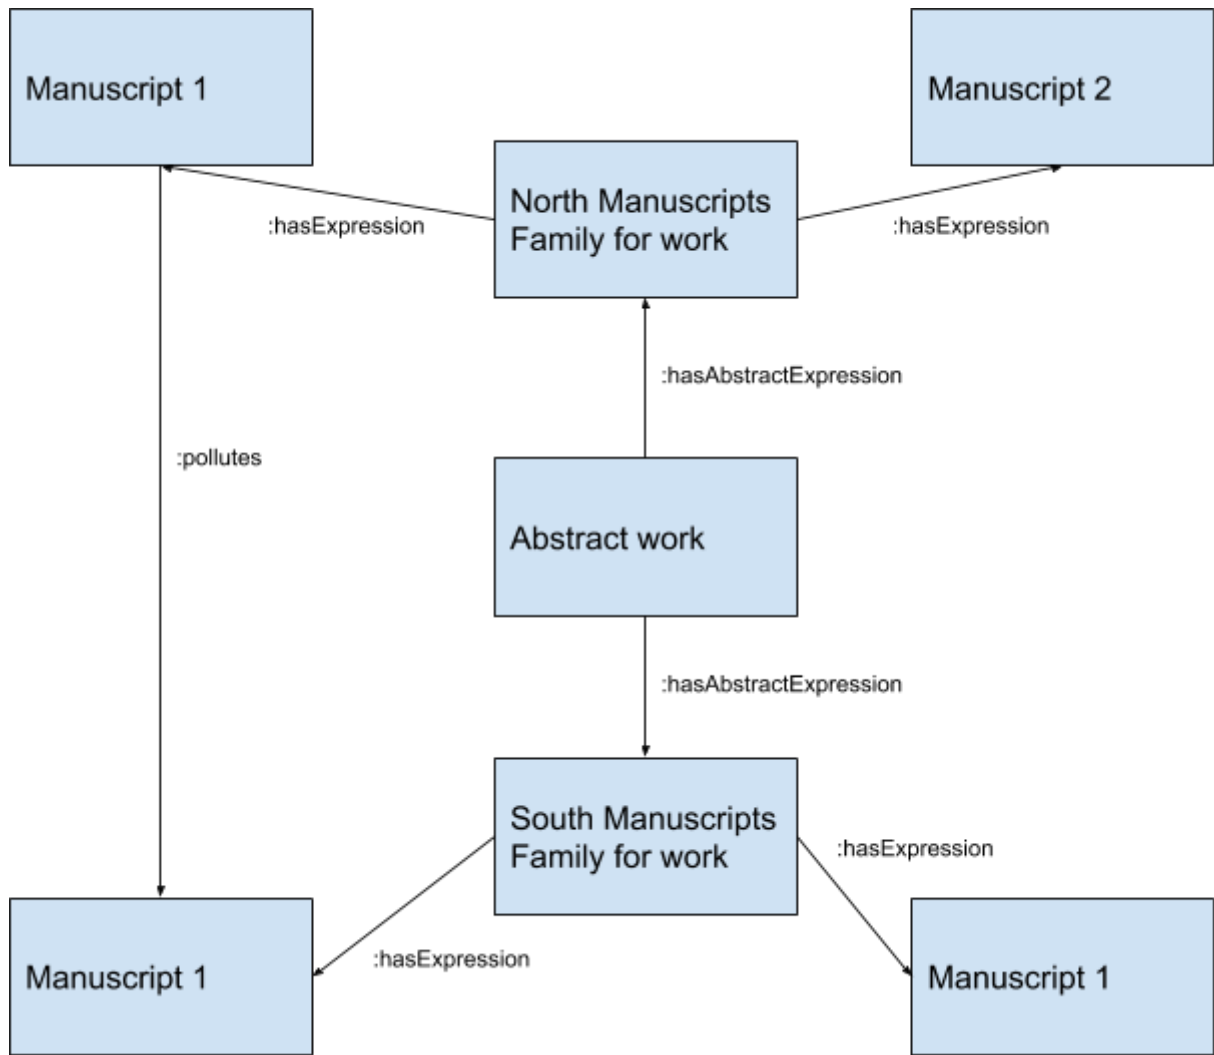 Manuscript 1
Manuscript 2
North Manuscripts
Family for work
:hasExpression
:hasExpression
:hasAbstractExpression
:pollutes
Abstract work
:hasAbstractExpression
South Manuscripts
Family for work
:hasExpression
:hasExpression
Manuscript 1
Manuscript 1